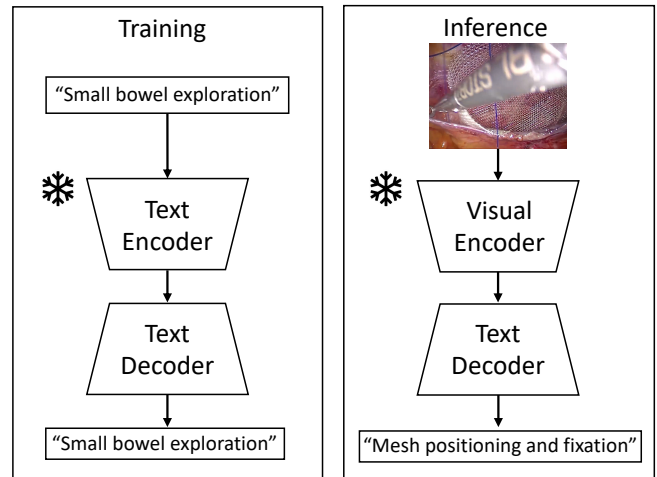 Training
“Small bowel exploration”
Text
Encoder
Text
Decoder
“Small bowel exploration”
Inference
Visual
Encoder
Text
Decoder
“Mesh positioning and fixation”